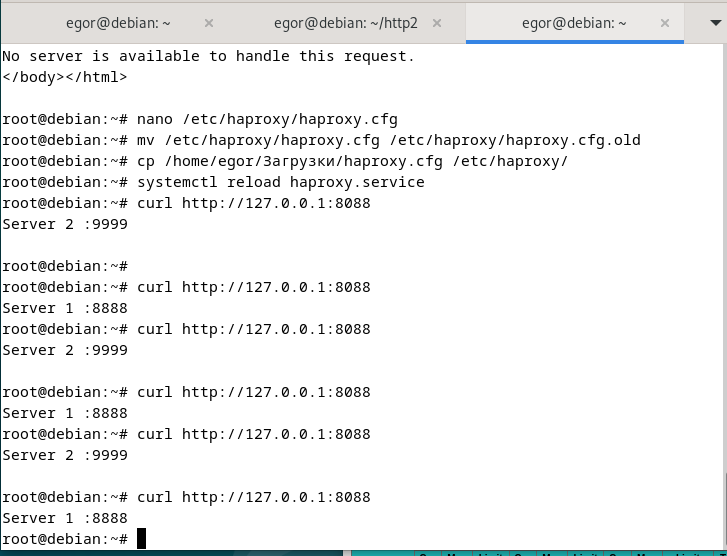 egor@debian: ~
egor@debian: ~/http2
egor@debian: ~
No server is available to handle this request.
</body></html>
root@debian:~# nano /etc/haproxy/haproxy.cfg
root@debian:~# mv /etc/haproxy/haproxy.cfg /etc/haproxy/haproxy.cfg.old
root@debian:~# cp /home/egor/Загрузки/haproxy.cfg /etc/haproxy/
root@debian:~# systemctl reload haproxy.service
root@debian:~# curl http://127.0.0.1:8088
Server 2 :9999
root@debian:~#
root@debian:~# curl http://127.0.0.1:8088
Server 1 :8888
root@debian:~# curl http://127.0.0.1:8088
Server 2 :9999
root@debian:~# curl http://127.0.0.1:8088
Server 1 :8888
root@debian:~# curl http://127.0.0.1:8088
Server 2 :9999
root@debian:~# curl http://127.0.0.1:8088
Server 1 :8888
root@debian:~#